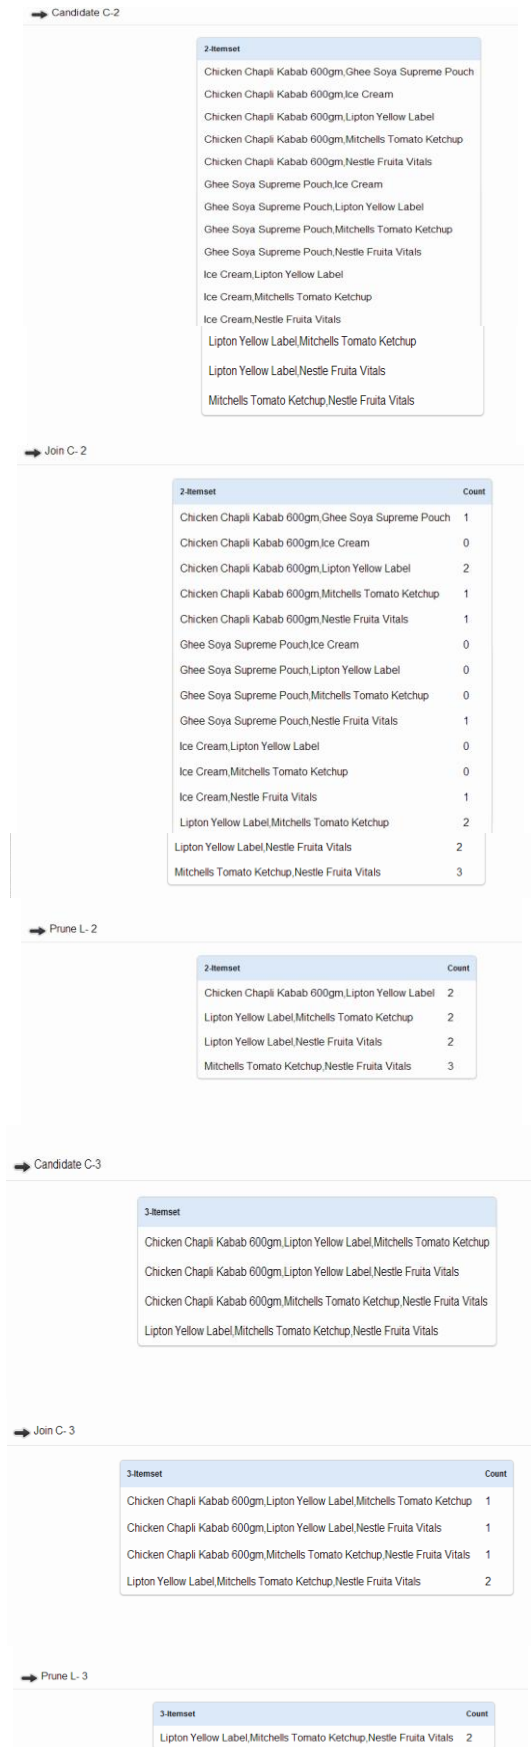 Candidate C-2
2-Itemset
Chicken Chapli Kabab 600gm,Ghee Soya Supreme Pouch
Chicken Chapli Kabab 600gm,Ice Cream
Chicken Chapli Kabab 600gm,Lipton Yellow Label
Chicken Chapli Kabab 600gm,Mitchells Tomato Ketchup
Chicken Chapli Kabab 600gm,Nestle Fruita Vitals
Ghee Soya Supreme Pouch,Ice Cream
Ghee Soya Supreme Pouch,Lipton Yellow Label
Ghee Soya Supreme Pouch,Mitchells Tomato Ketchup
Ghee Soya Supreme Pouch,Nestle Fruita Vitals
Ice Cream,Lipton Yellow Label
Ice Cream,Mitchells Tomato Ketchup
Ice Cream,Nestle Fruita Vitals
Lipton Yellow Label,Mitchells Tomato Ketchup
Lipton Yellow Label,Nestle Fruita Vitals
Mitchells Tomato Ketchup,Nestle Fruita Vitals
Join C- 2
2-Itemset Count
Chicken Chapli Kabab 600gm,Ghee Soya Supreme Pouch 1
Chicken Chapli Kabab 600gm,Ice Cream 0
Chicken Chapli Kabab 600gm,Lipton Yellow Label 2
Chicken Chapli Kabab 600gm,Mitchells Tomato Ketchup 1
Chicken Chapli Kabab 600gm,Nestle Fruita Vitals 1
Ghee Soya Supreme Pouch,Ice Cream 0
Ghee Soya Supreme Pouch,Lipton Yellow Label 0
Ghee Soya Supreme Pouch,Mitchells Tomato Ketchup 0
Ghee Soya Supreme Pouch,Nestle Fruita Vitals 1
Ice Cream,Lipton Yellow Label 0
Ice Cream,Mitchells Tomato Ketchup 0
Ice Cream,Nestle Fruita Vitals 1
Lipton Yellow Label,Mitchells Tomato Ketchup 2
Lipton Yellow Label,Nestle Fruita Vitals 2
Mitchells Tomato Ketchup,Nestle Fruita Vitals 3
Prune L- 2
2-Itemset Count
Chicken Chapli Kabab 600gm,Lipton Yellow Label 2
Lipton Yellow Label,Mitchells Tomato Ketchup 2
Lipton Yellow Label,Nestle Fruita Vitals 2
Mitchells Tomato Ketchup,Nestle Fruita Vitals 3
Candidate C-3
3-Itemset
Chicken Chapli Kabab 600gm,Lipton Yellow Label,Mitchells Tomato Ketchup
Chicken Chapli Kabab 600gm,Lipton Yellow Label,Nestle Fruita Vitals
Chicken Chapli Kabab 600gm,Mitchells Tomato Ketchup,Nestle Fruita Vitals
Lipton Yellow Label,Mitchells Tomato Ketchup,Nestle Fruita Vitals
Join C- 3
3-Itemset Count
Chicken Chapli Kabab 600gm,Lipton Yellow Label,Mitchells Tomato Ketchup 1
Chicken Chapli Kabab 600gm,Lipton Yellow Label,Nestle Fruita Vitals 1
Chicken Chapli Kabab 600gm,Mitchells Tomato Ketchup,Nestle Fruita Vitals 1
Lipton Yellow Label,Mitchells Tomato Ketchup,Nestle Fruita Vitals 2
Prune L- 3
3-Itemset Count
Lipton Yellow Label,Mitchells Tomato Ketchup,Nestle Fruita Vitals 2